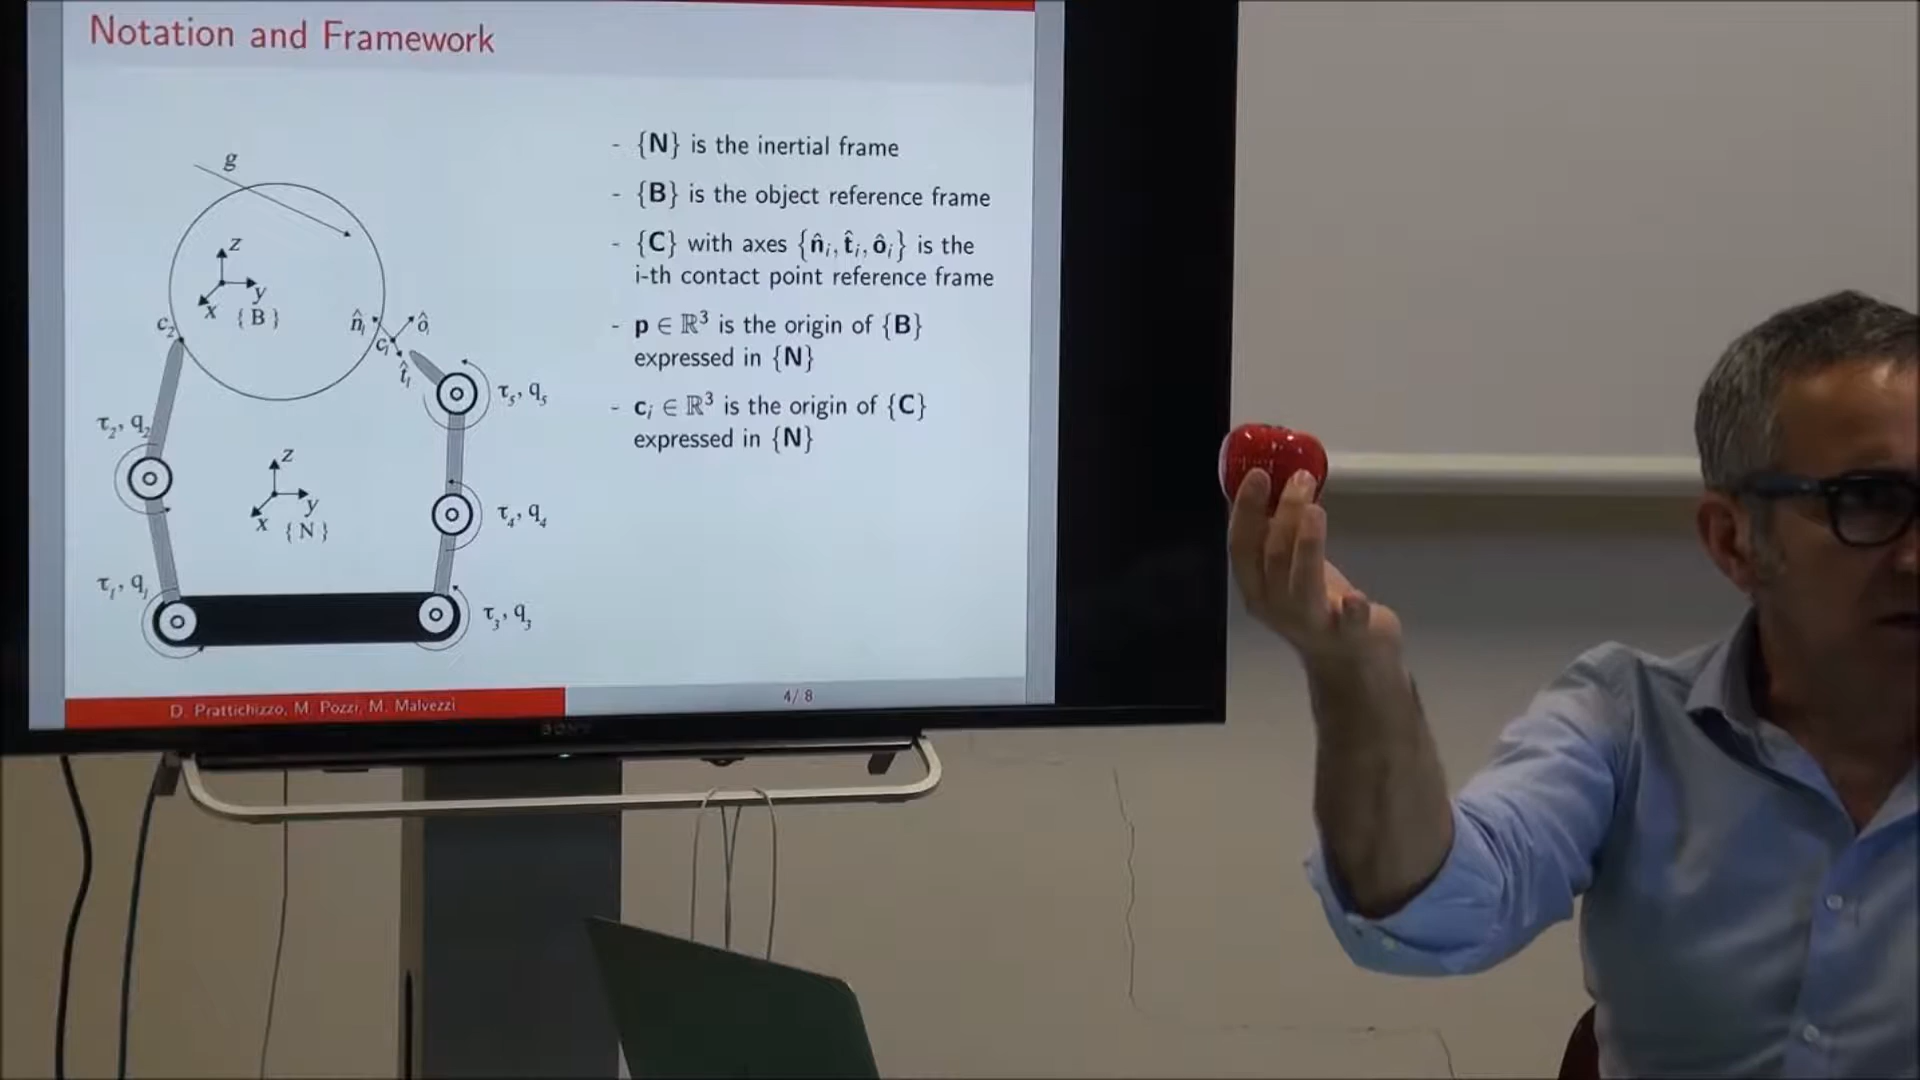 Notation and Framework
- {N} is the inertial frame
- {B} is the object reference frame
- {C} with axes {n̂ᵢ, t̂ᵢ, ôᵢ} is the
i-th contact point reference frame
- p ∈ ℝ³ is the origin of {B}
expressed in {N}
- cᵢ ∈ ℝ³ is the origin of {C}
expressed in {N}
g
z
y
x
{ B }
c₂
n̂ᵢ
ôᵢ
cᵢ
t̂ᵢ
τ₅, q₅
τ₂, q₂
z
y
x
{ N }
τ₄, q₄
τ₁, q₁
τ₃, q₃
D. Prattichizzo, M. Pozzi, M. Malvezzi
4/ 8
SONY